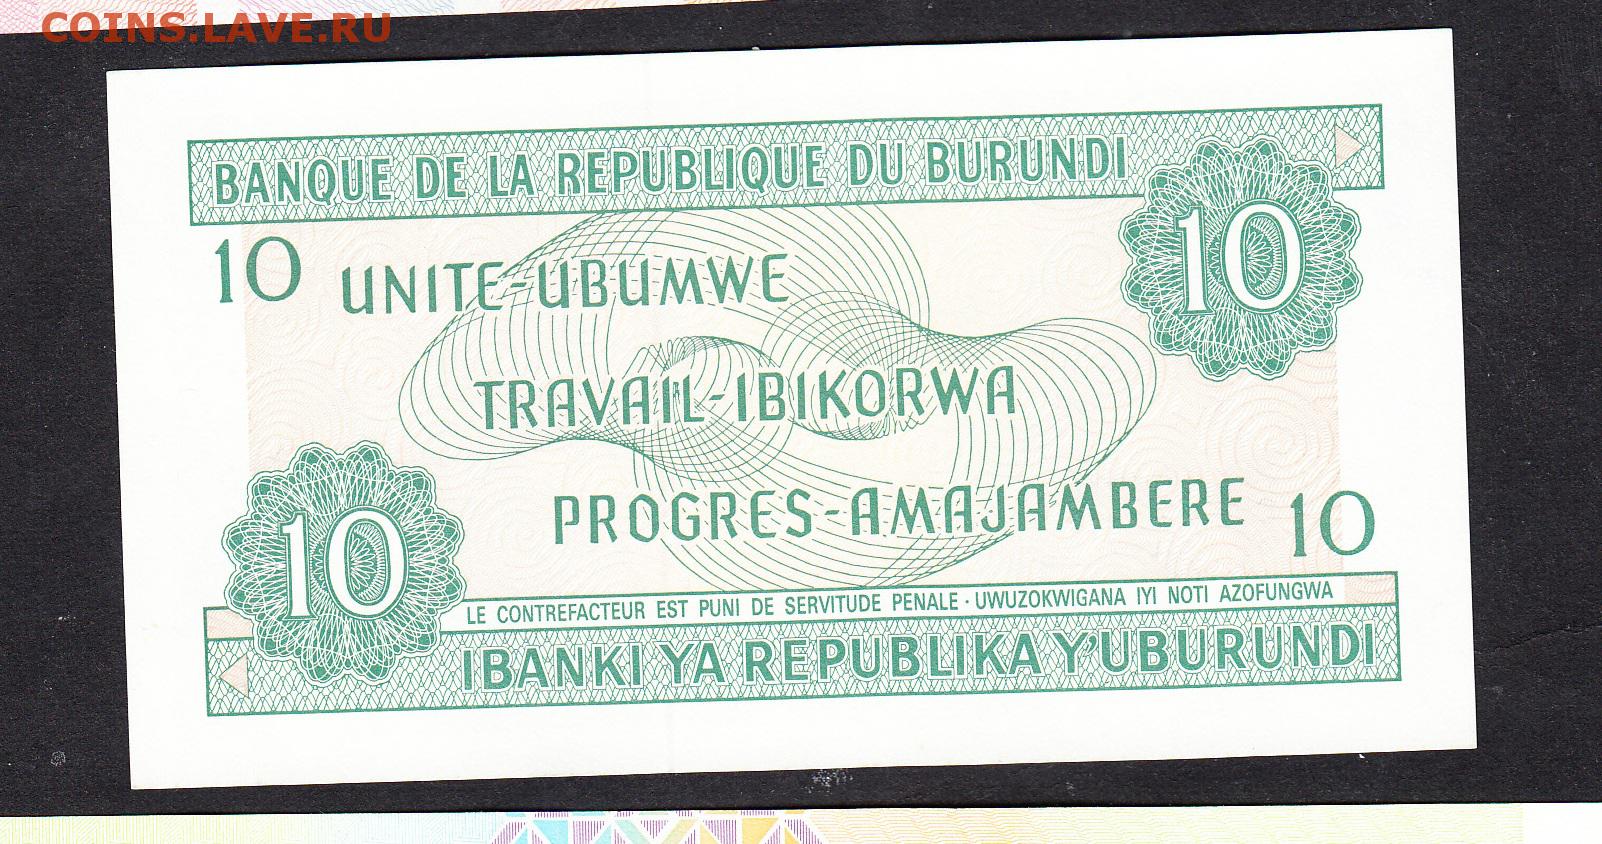 COINS.LAVE.RU
BANQUE DE LA REPUBLIQUE DU BURUNDI
10
10 UNITE-UBUMWE
TRAVAIL-IBIKORWA
PROGRES-AMAJAMBERE 10
10
LE CONTREFACTEUR EST PUNI DE SERVITUDE PENALE · UWUZOKWIGANA IYI NOTI AZOFUNGWA
IBANKI YA REPUBLIKA Y'UBURUNDI